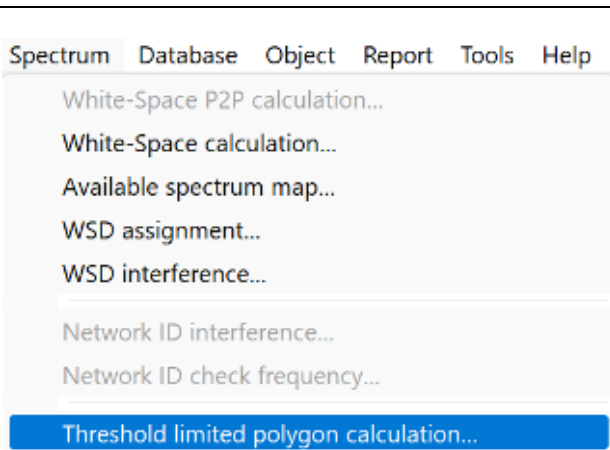 Spectrum Database Object Report Tools Help
White-Space P2P calculation...
White-Space calculation...
Available spectrum map...
WSD assignment...
WSD interference...
Network ID interference...
Network ID check frequency...
Threshold limited polygon calculation...